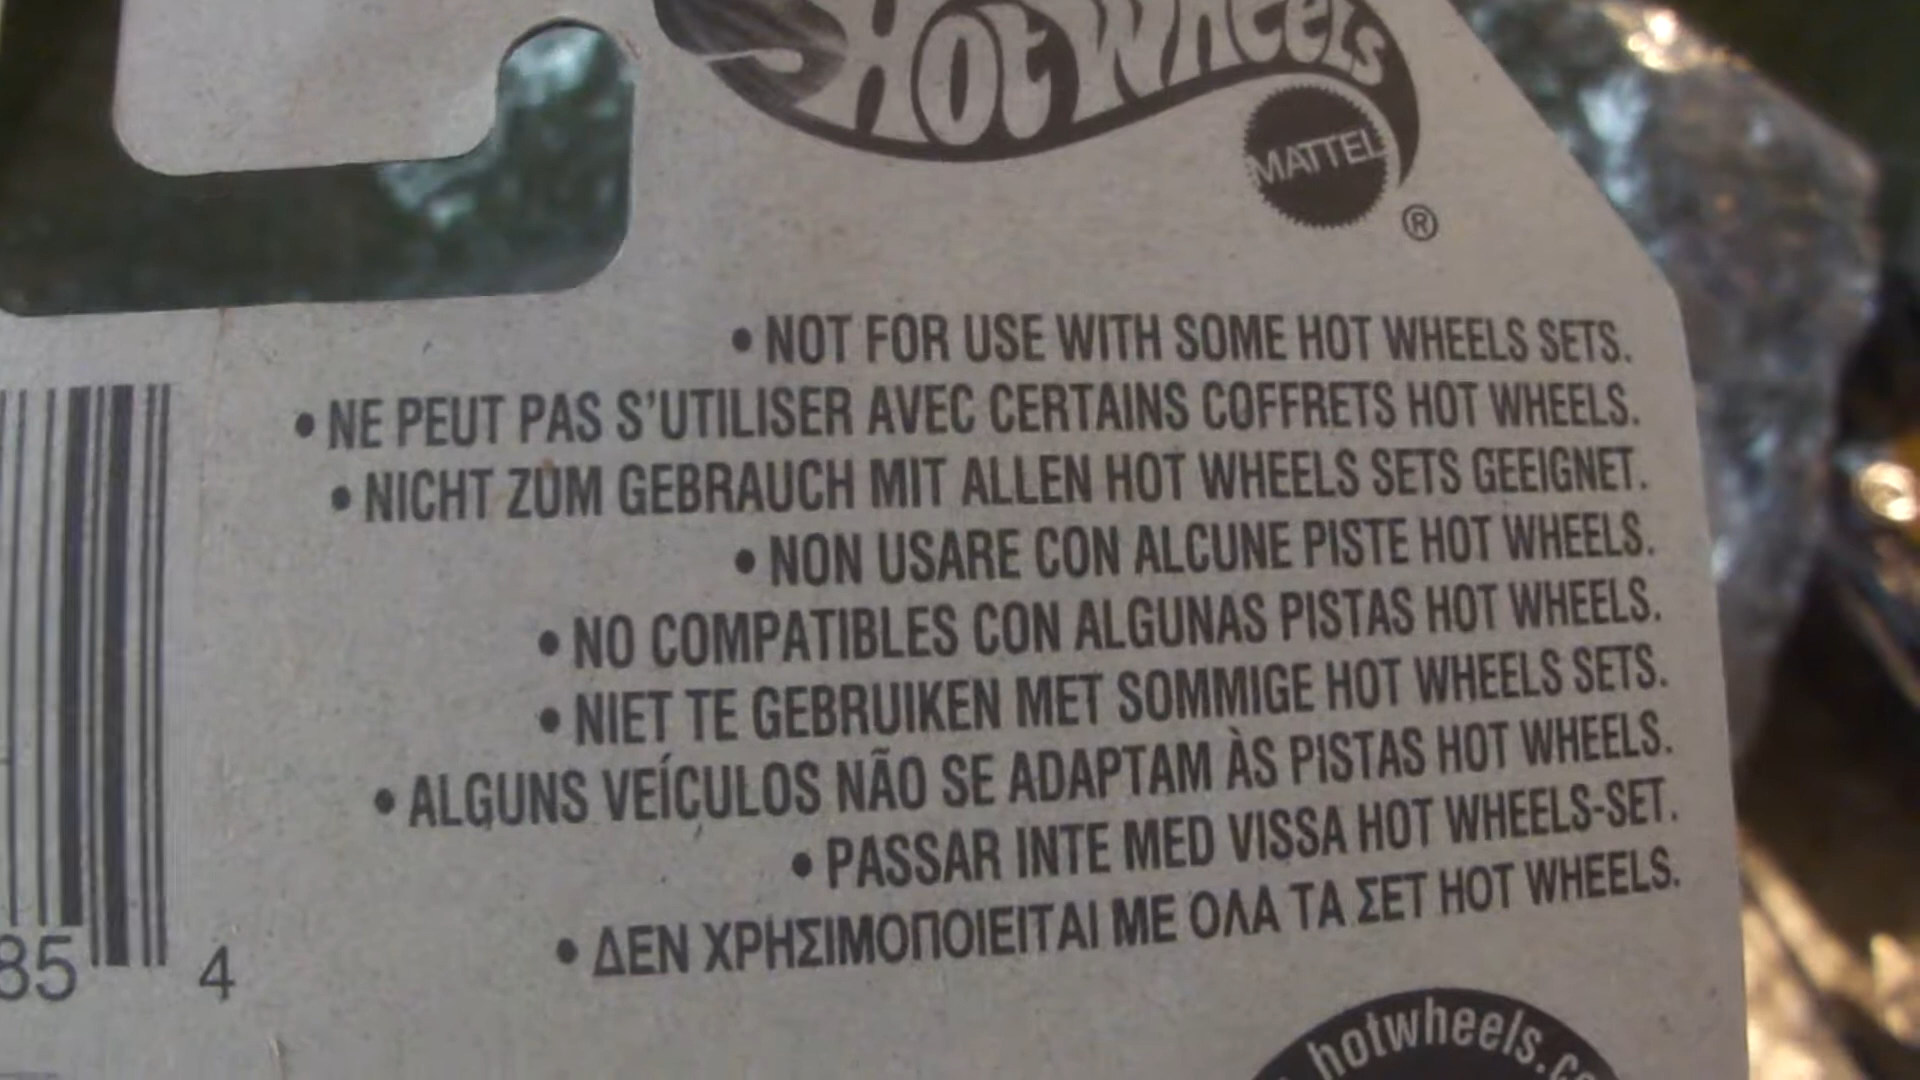 HOT WHEELS
MATTEL
®
• NOT FOR USE WITH SOME HOT WHEELS SETS.
• NE PEUT PAS S'UTILISER AVEC CERTAINS COFFRETS HOT WHEELS.
• NICHT ZUM GEBRAUCH MIT ALLEN HOT WHEELS SETS GEEIGNET.
• NON USARE CON ALCUNE PISTE HOT WHEELS.
• NO COMPATIBLES CON ALGUNAS PISTAS HOT WHEELS.
• NIET TE GEBRUIKEN MET SOMMIGE HOT WHEELS SETS.
• ALGUNS VEÍCULOS NÃO SE ADAPTAM ÀS PISTAS HOT WHEELS.
• PASSAR INTE MED VISSA HOT WHEELS-SET.
• ΔΕΝ ΧΡΗΣΙΜΟΠΟΙΕΙΤΑΙ ΜΕ ΟΛΑ ΤΑ ΣΕΤ HOT WHEELS.
85 4
hotwheels.c